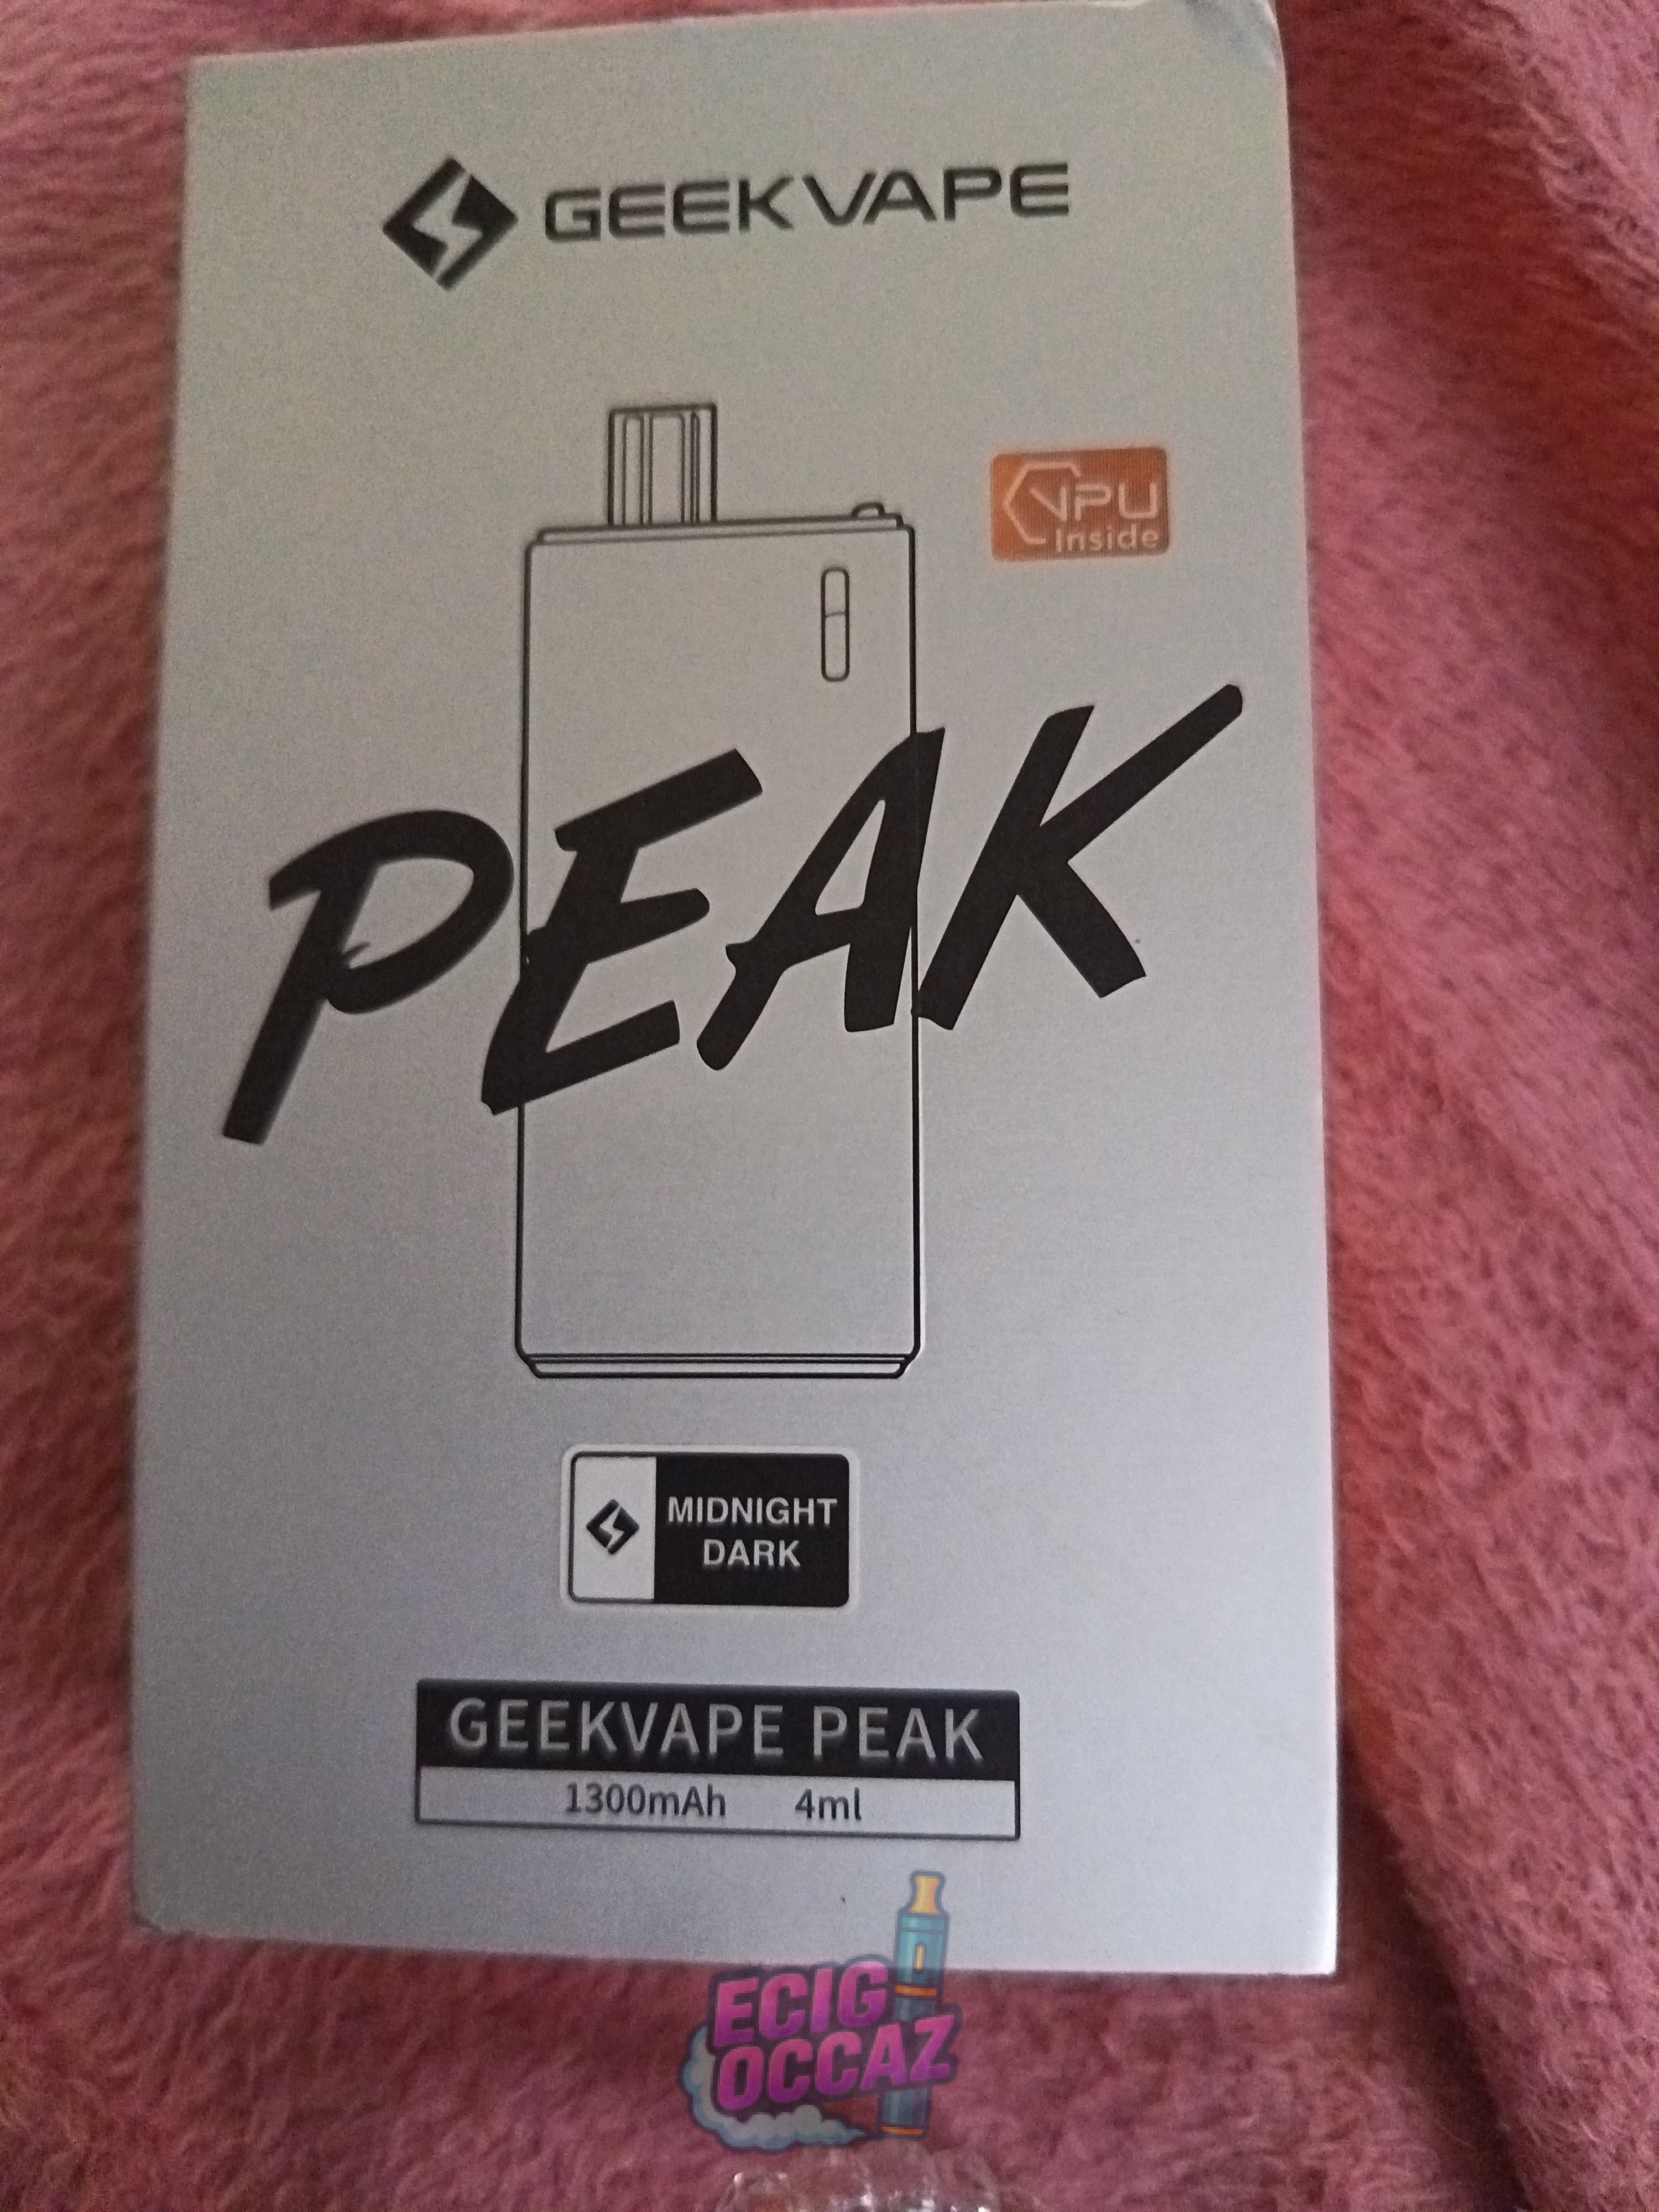 GEEKVAPE
VPU
Inside
PEAK
MIDNIGHT
DARK
GEEKVAPE PEAK
1300mAh 4ml
ECIG
OCCAZ